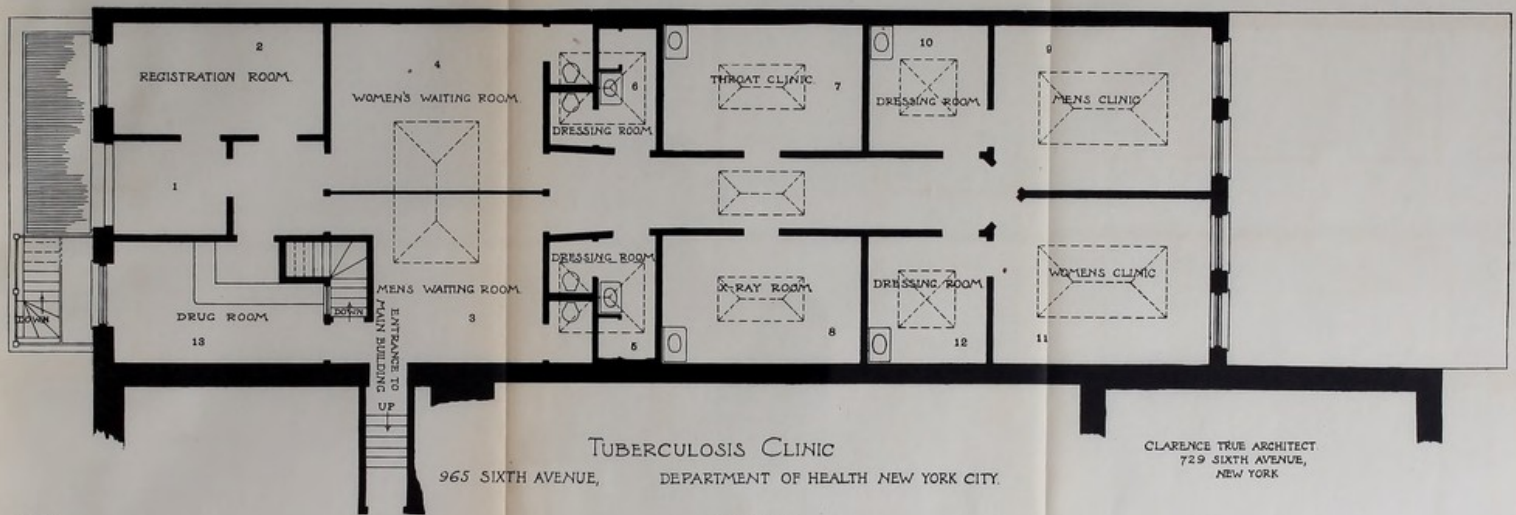 2
REGISTRATION ROOM.
1
DRUG ROOM
13
DOWN
4
WOMEN'S WAITING ROOM.
MENS WAITING ROOM.
3
DOWN
ENTRANCE TO
MAIN BUILDING
UP
6
DRESSING ROOM
DRESSING ROOM
5
THROAT CLINIC.
7
X-RAY ROOM.
8
10
DRESSING ROOM
DRESSING ROOM
12
9
MENS CLINIC
WOMENS CLINIC
11
TUBERCULOSIS CLINIC
965 SIXTH AVENUE, DEPARTMENT OF HEALTH NEW YORK CITY.
CLARENCE TRUE ARCHITECT
729 SIXTH AVENUE,
NEW YORK